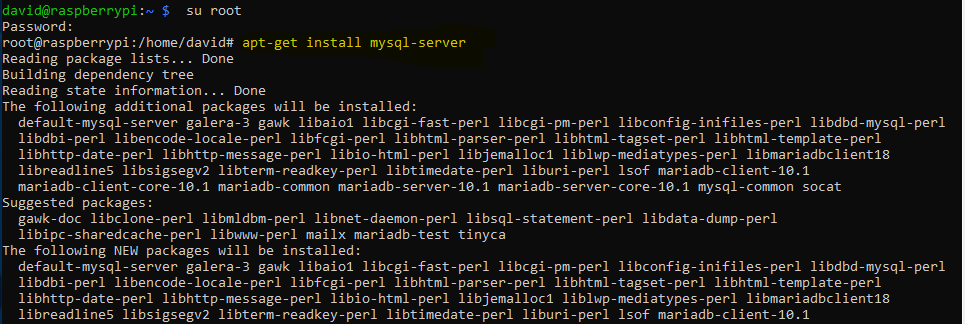 david@raspberrypi:~ $  su root
Password:
root@raspberrypi:/home/david# apt-get install mysql-server
Reading package lists... Done
Building dependency tree
Reading state information... Done
The following additional packages will be installed:
  default-mysql-server galera-3 gawk libaio1 libcgi-fast-perl libcgi-pm-perl libconfig-inifiles-perl libdbd-mysql-perl
  libdbi-perl libencode-locale-perl libfcgi-perl libhtml-parser-perl libhtml-tagset-perl libhtml-template-perl
  libhttp-date-perl libhttp-message-perl libio-html-perl libjemalloc1 liblwp-mediatypes-perl libmariadbclient18
  libreadline5 libsigsegv2 libterm-readkey-perl libtimedate-perl liburi-perl lsof mariadb-client-10.1
  mariadb-client-core-10.1 mariadb-common mariadb-server-10.1 mariadb-server-core-10.1 mysql-common socat
Suggested packages:
  gawk-doc libclone-perl libmldbm-perl libnet-daemon-perl libsql-statement-perl libdata-dump-perl
  libipc-sharedcache-perl libwww-perl mailx mariadb-test tinyca
The following NEW packages will be installed:
  default-mysql-server galera-3 gawk libaio1 libcgi-fast-perl libcgi-pm-perl libconfig-inifiles-perl libdbd-mysql-perl
  libdbi-perl libencode-locale-perl libfcgi-perl libhtml-parser-perl libhtml-tagset-perl libhtml-template-perl
  libhttp-date-perl libhttp-message-perl libio-html-perl libjemalloc1 liblwp-mediatypes-perl libmariadbclient18
  libreadline5 libsigsegv2 libterm-readkey-perl libtimedate-perl liburi-perl lsof mariadb-client-10.1